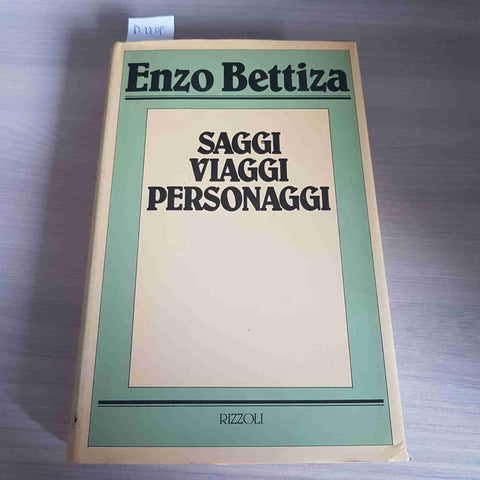 Enzo Bettiza
SAGGI
VIAGGI
PERSONAGGI
RIZZOLI